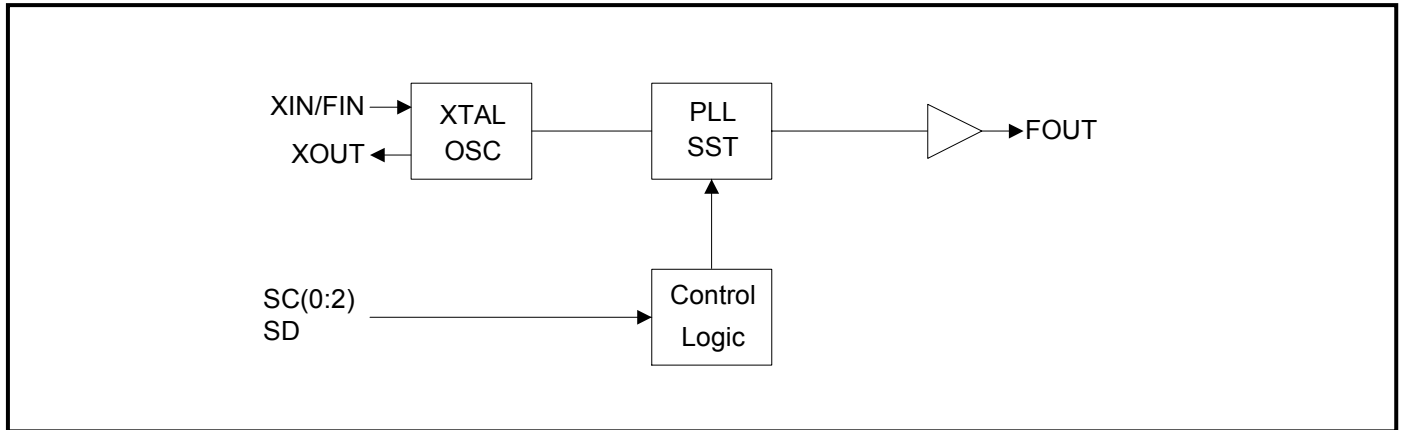 XIN/FIN
XOUT
XTAL
OSC
PLL
SST
FOUT
SC(0:2)
SD
Control
Logic